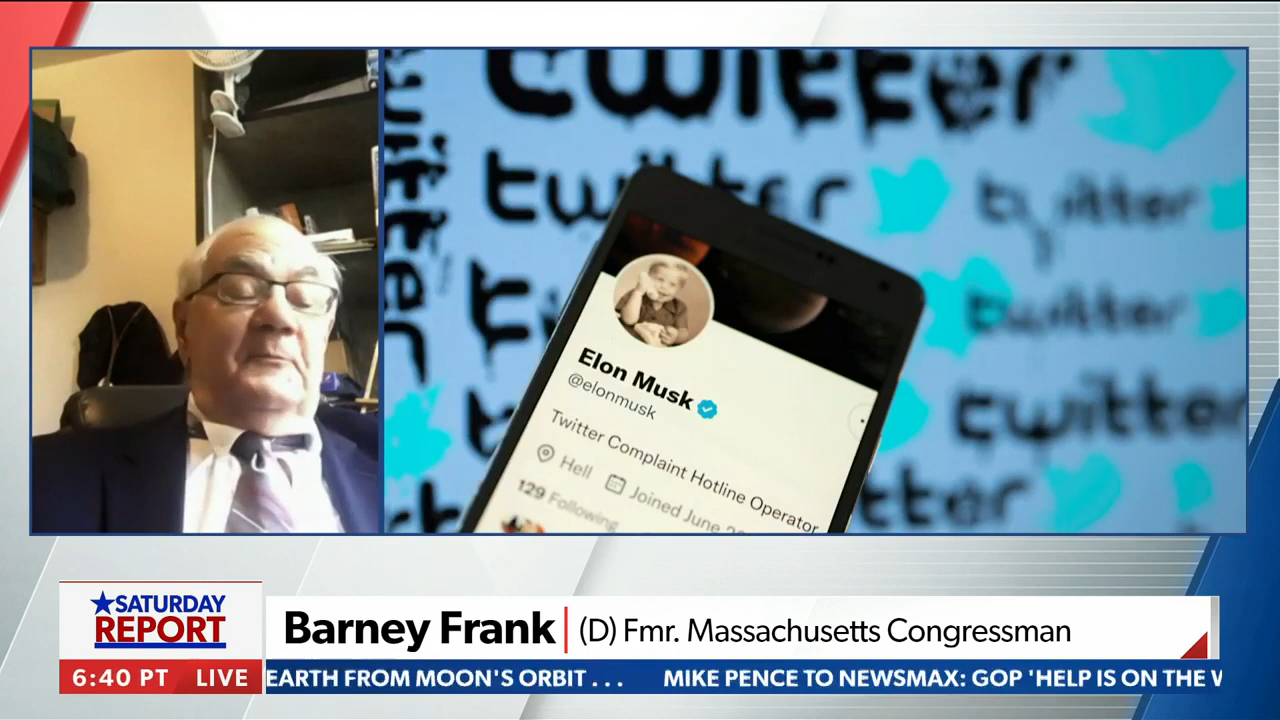 twitter
twitter
twitter
twitter
twitter
twitter
Elon Musk
@elonmusk
Twitter Complaint Hotline Operator
Hell
Joined June
129 Following
SATURDAY
REPORT
Barney Frank
(D) Fmr. Massachusetts Congressman
6:40 PT LIVE
EARTH FROM MOON'S ORBIT . . . MIKE PENCE TO NEWSMAX: GOP 'HELP IS ON THE